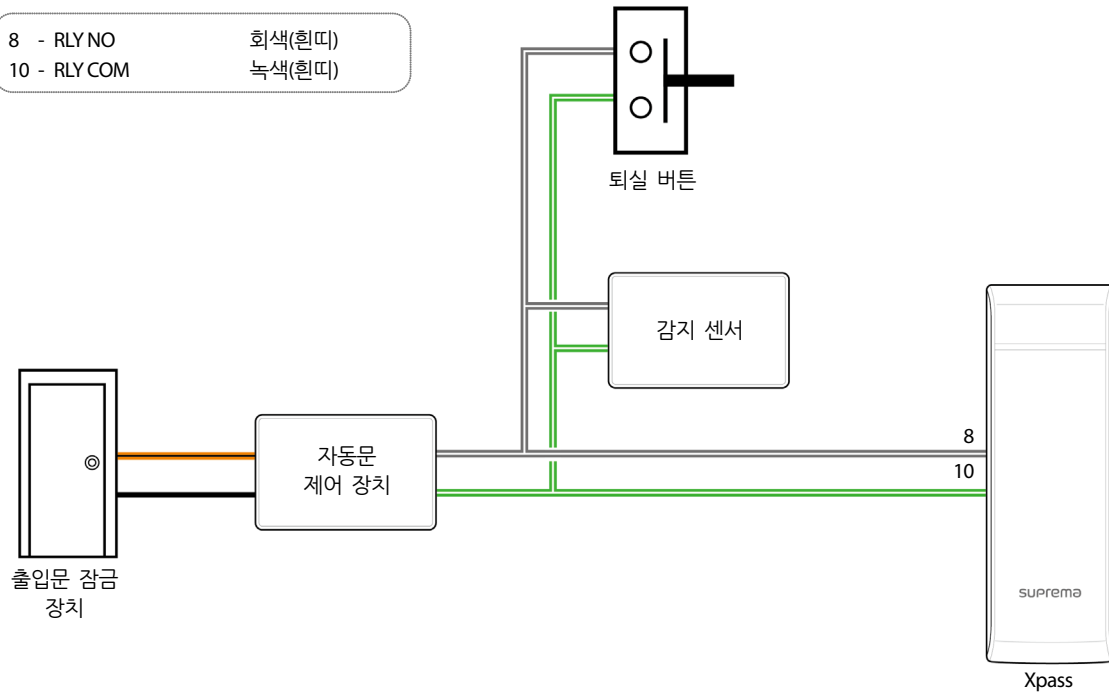 8 - RLY NO 회색(흰띠)
10 - RLY COM 녹색(흰띠)
퇴실 버튼
감지 센서
자동문
제어 장치
8
10
출입문 잠금
장치
suprema
Xpass